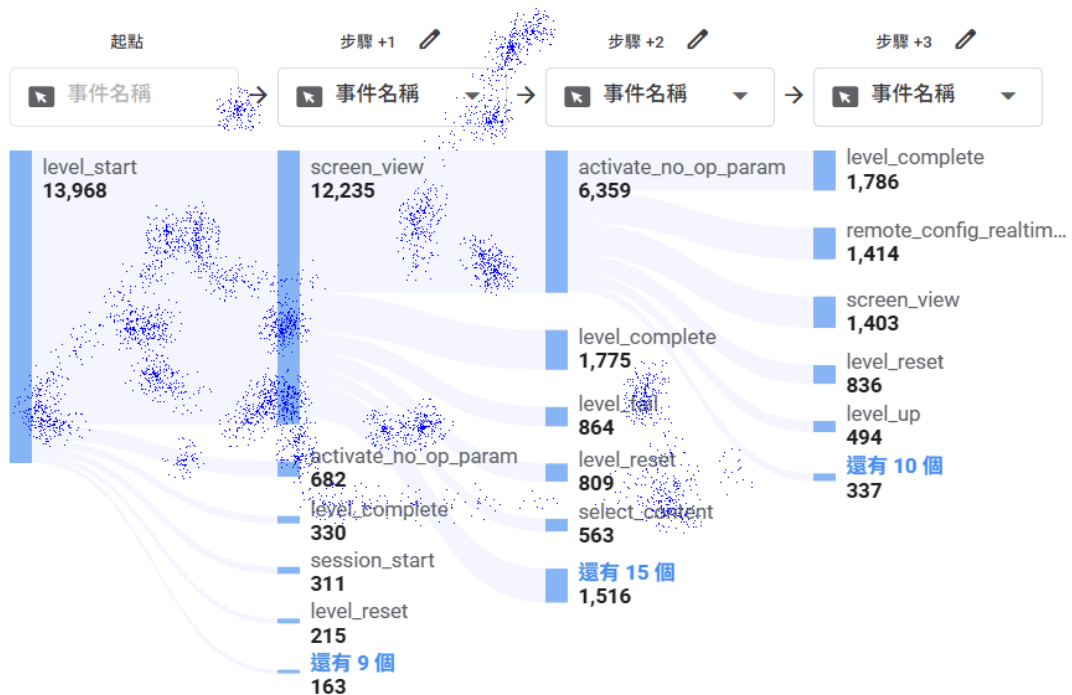 起點
步驟 +1
步驟 +2
步驟 +3
事件名稱
事件名稱
事件名稱
事件名稱
level_start
13,968
screen_view
12,235
activate_no_op_param
682
level_complete
330
session_start
311
level_reset
215
還有 9 個
163
activate_no_op_param
6,359
level_complete
1,775
level_fail
864
level_reset
809
select_content
563
還有 15 個
1,516
level_complete
1,786
remote_config_realtim...
1,414
screen_view
1,403
level_reset
836
level_up
494
還有 10 個
337